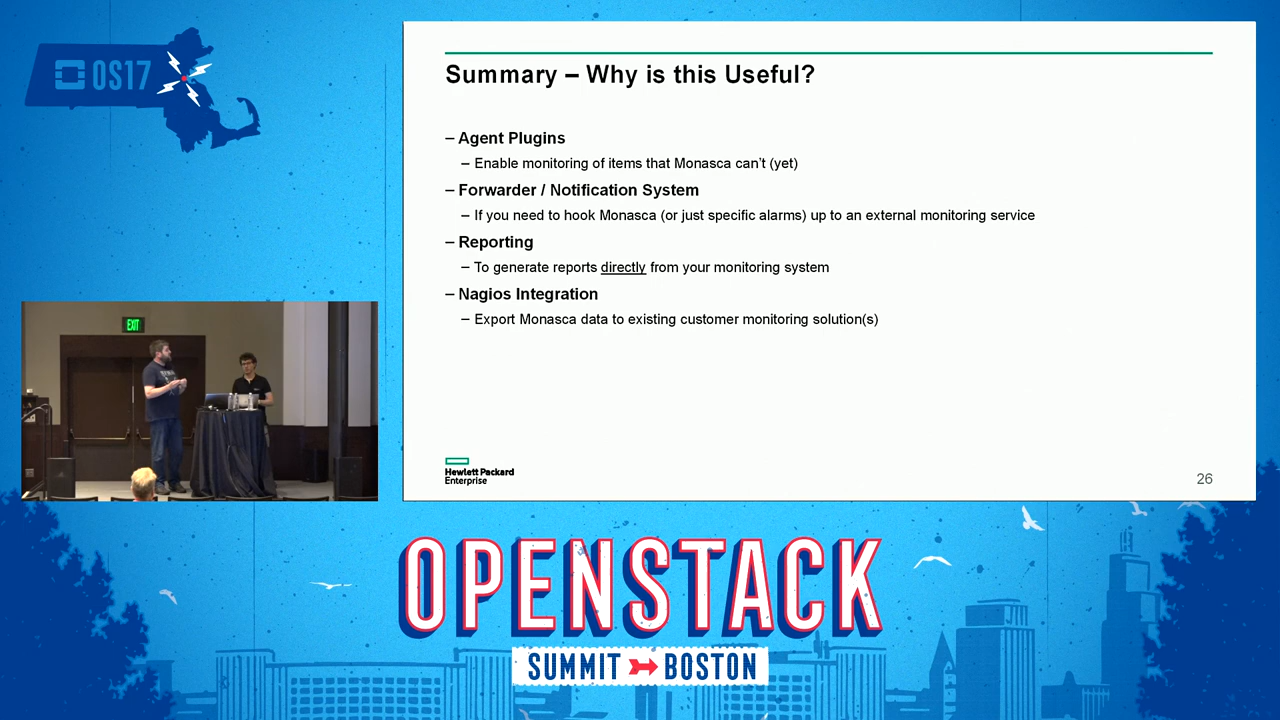 OS17
Summary – Why is this Useful?
– Agent Plugins
– Enable monitoring of items that Monasca can't (yet)
– Forwarder / Notification System
– If you need to hook Monasca (or just specific alarms) up to an external monitoring service
– Reporting
– To generate reports directly from your monitoring system
– Nagios Integration
– Export Monasca data to existing customer monitoring solution(s)
EXIT
Hewlett Packard
Enterprise
26
OPENSTACK
SUMMIT BOSTON